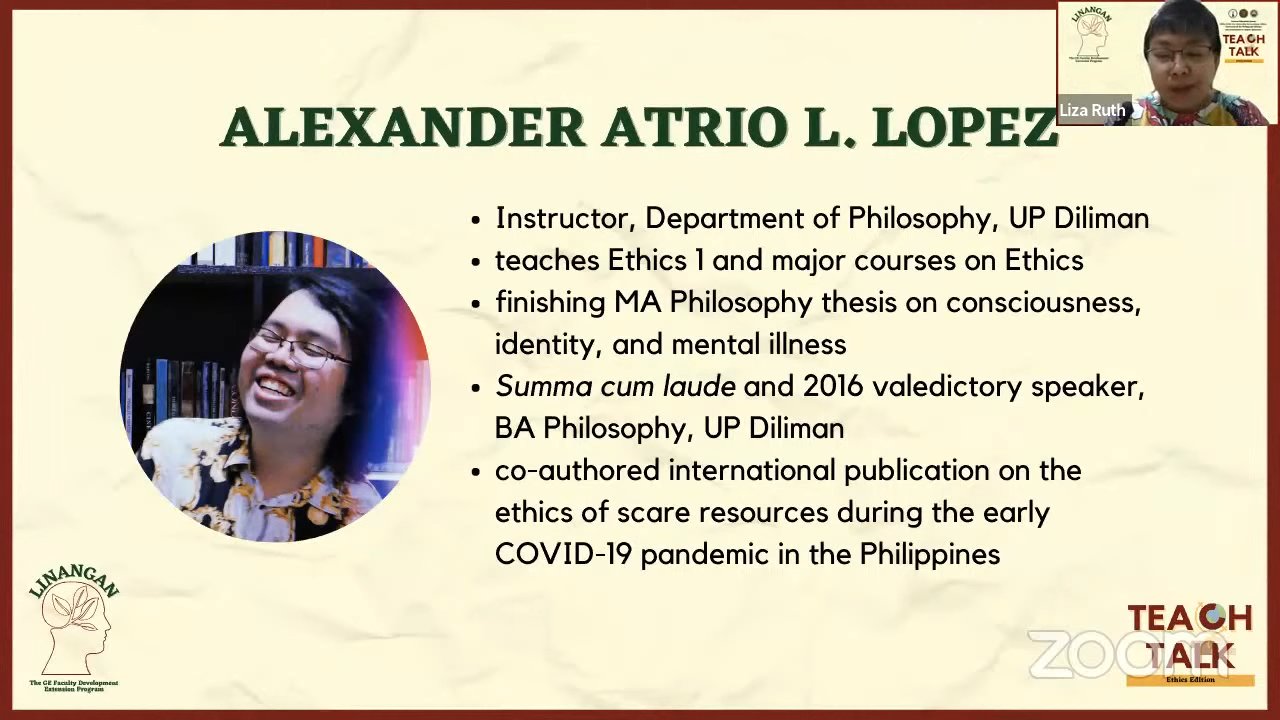 LINANGAN
TEACH
TALK
Liza Ruth
ALEXANDER ATRIO L. LOPEZ
• Instructor, Department of Philosophy, UP Diliman
• teaches Ethics 1 and major courses on Ethics
• finishing MA Philosophy thesis on consciousness,
identity, and mental illness
• Summa cum laude and 2016 valedictory speaker,
BA Philosophy, UP Diliman
• co-authored international publication on the
ethics of scare resources during the early
COVID-19 pandemic in the Philippines
LINANGAN
The GE Faculty Development
Extension Program
TEACH
TALK
Ethics Edition
zoom